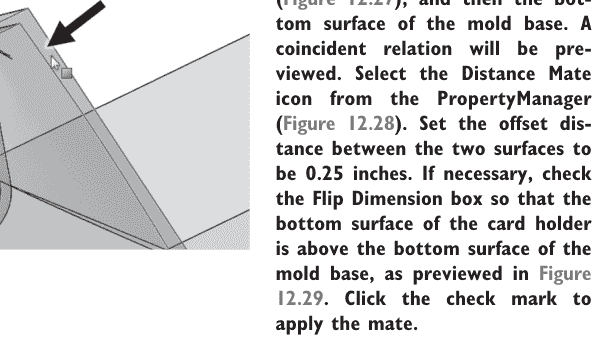 (Figure 12.27), and then the bot-
tom surface of the mold base. A
coincident relation will be pre-
viewed. Select the Distance Mate
icon from the PropertyManager
(Figure 12.28). Set the offset dis-
tance between the two surfaces to
be 0.25 inches. If necessary, check
the Flip Dimension box so that the
bottom surface of the card holder
is above the bottom surface of the
mold base, as previewed in Figure
12.29. Click the check mark to
apply the mate.